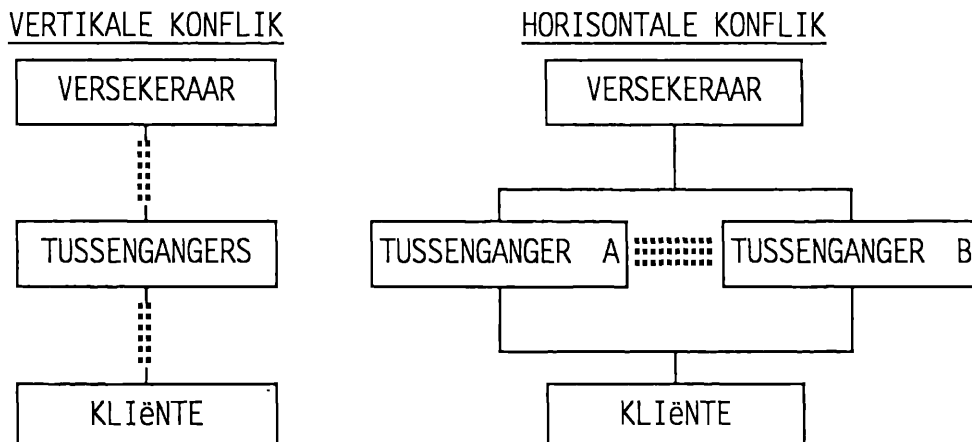 VERTIKALE KONFLIK
VERSEKERAAR
TUSSENGANGERS
KLIëNTE
HORISONTALE KONFLIK
VERSEKERAAR
TUSSENGANGER A
TUSSENGANGER B
KLIëNTE